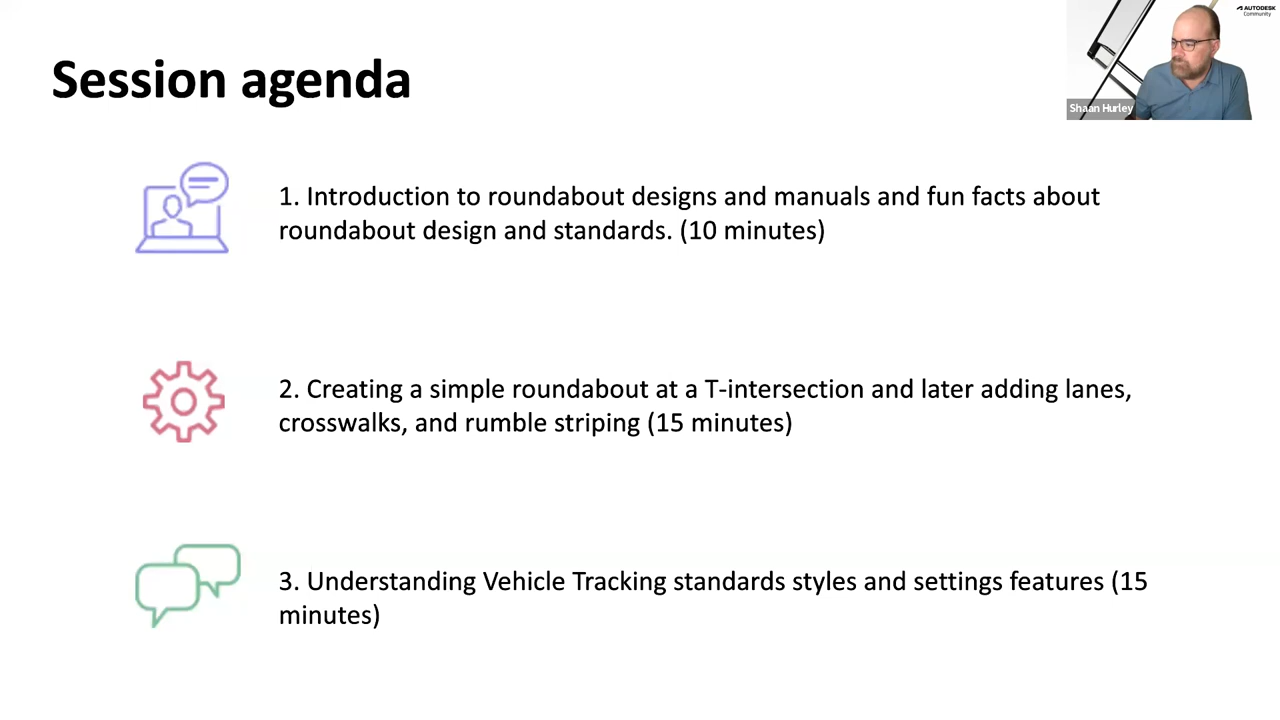 AUTODESK
Community
Session agenda
Shaan Hurley
1. Introduction to roundabout designs and manuals and fun facts about
roundabout design and standards. (10 minutes)
2. Creating a simple roundabout at a T-intersection and later adding lanes,
crosswalks, and rumble striping (15 minutes)
3. Understanding Vehicle Tracking standards styles and settings features (15
minutes)